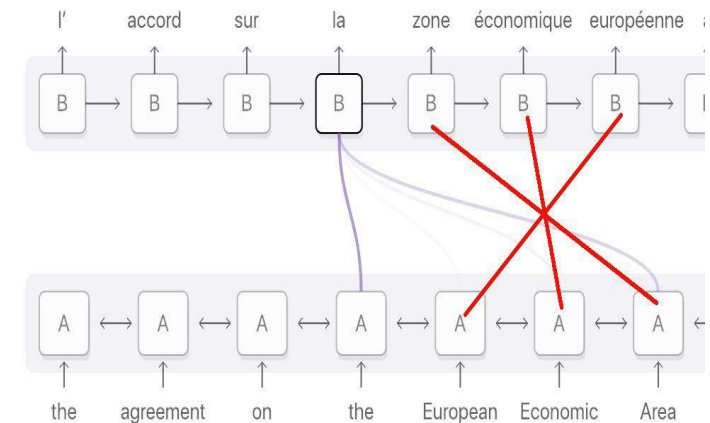 l' accord sur la zone économique européenne
B B B B B B B
A A A A A A A
the agreement on the European Economic Area